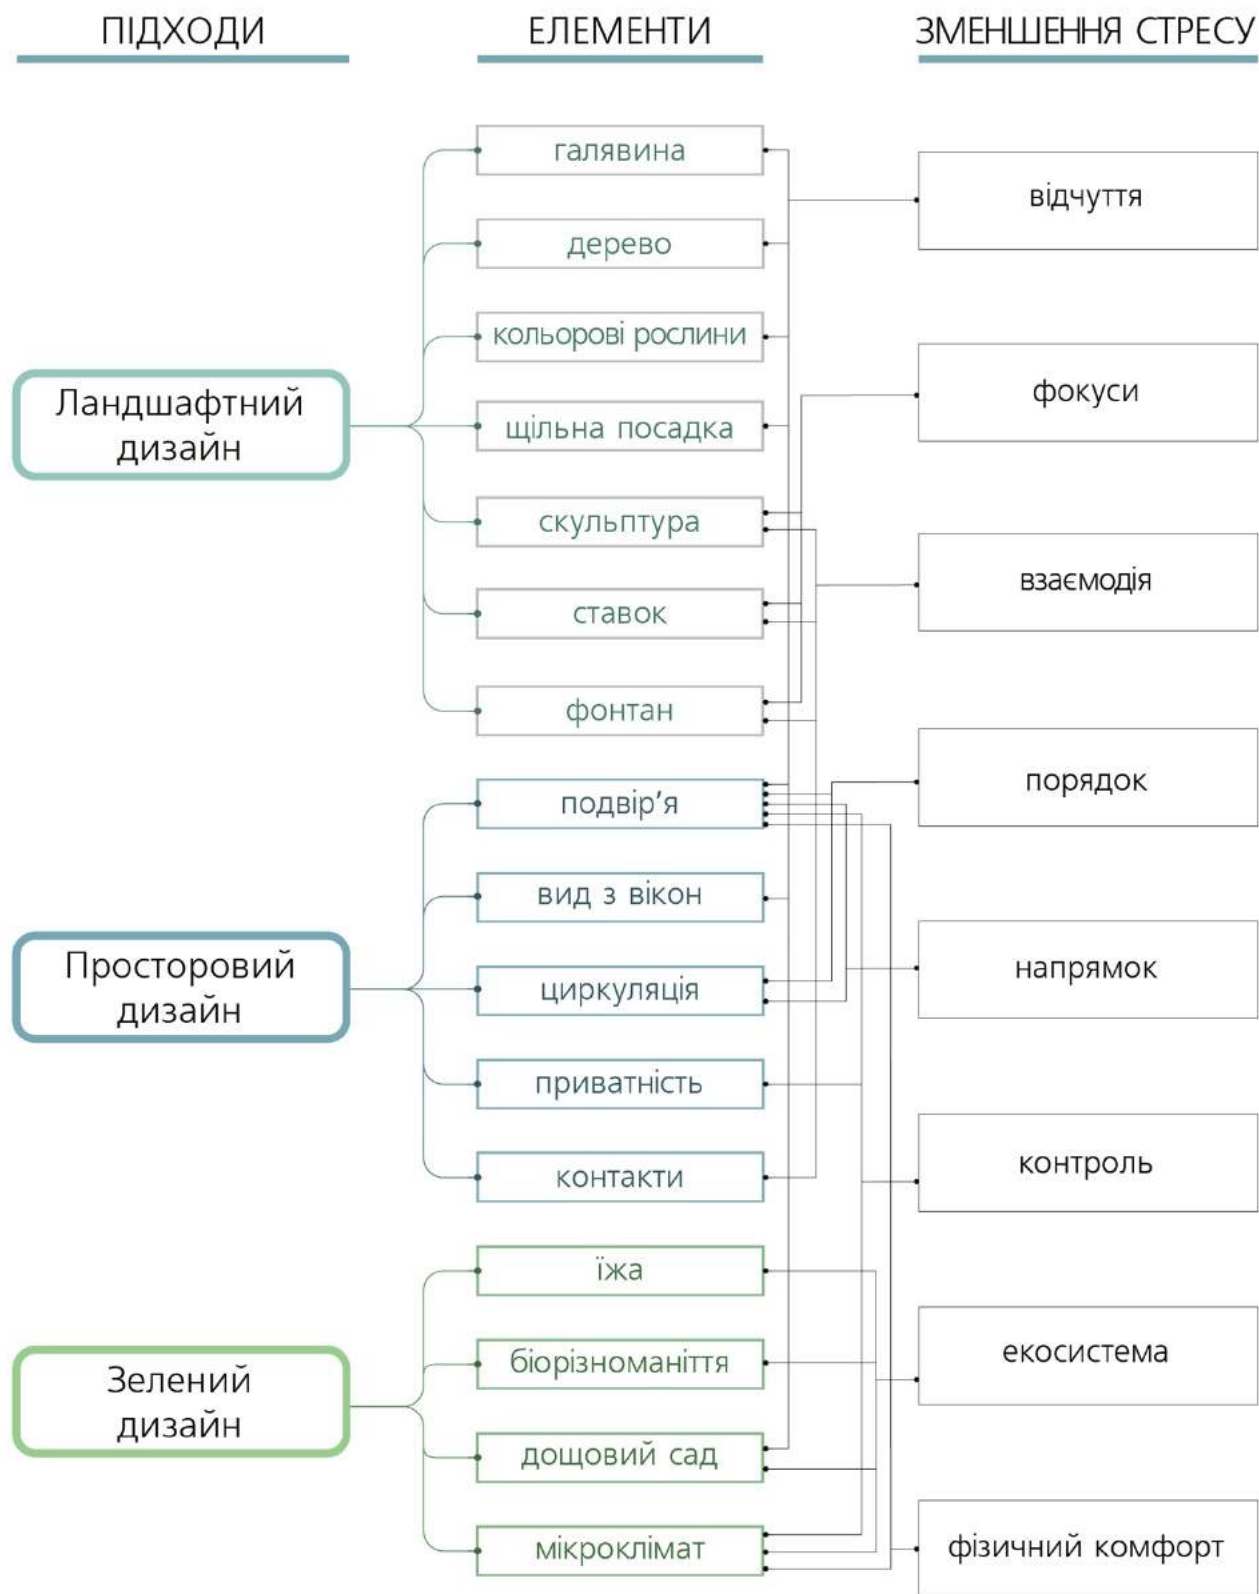 ПІДХОДИ
ЕЛЕМЕНТИ
ЗМЕНШЕННЯ СТРЕСУ
Ландшафтний
дизайн
Просторовий
дизайн
Зелений
дизайн
галявина
дерево
кольорові рослини
щільна посадка
скульптура
ставок
фонтан
подвір’я
вид з вікон
циркуляція
приватність
контакти
їжа
біорізноманіття
дощовий сад
мікроклімат
відчуття
фокуси
взаємодія
порядок
напрямок
контроль
екосистема
фізичний комфорт